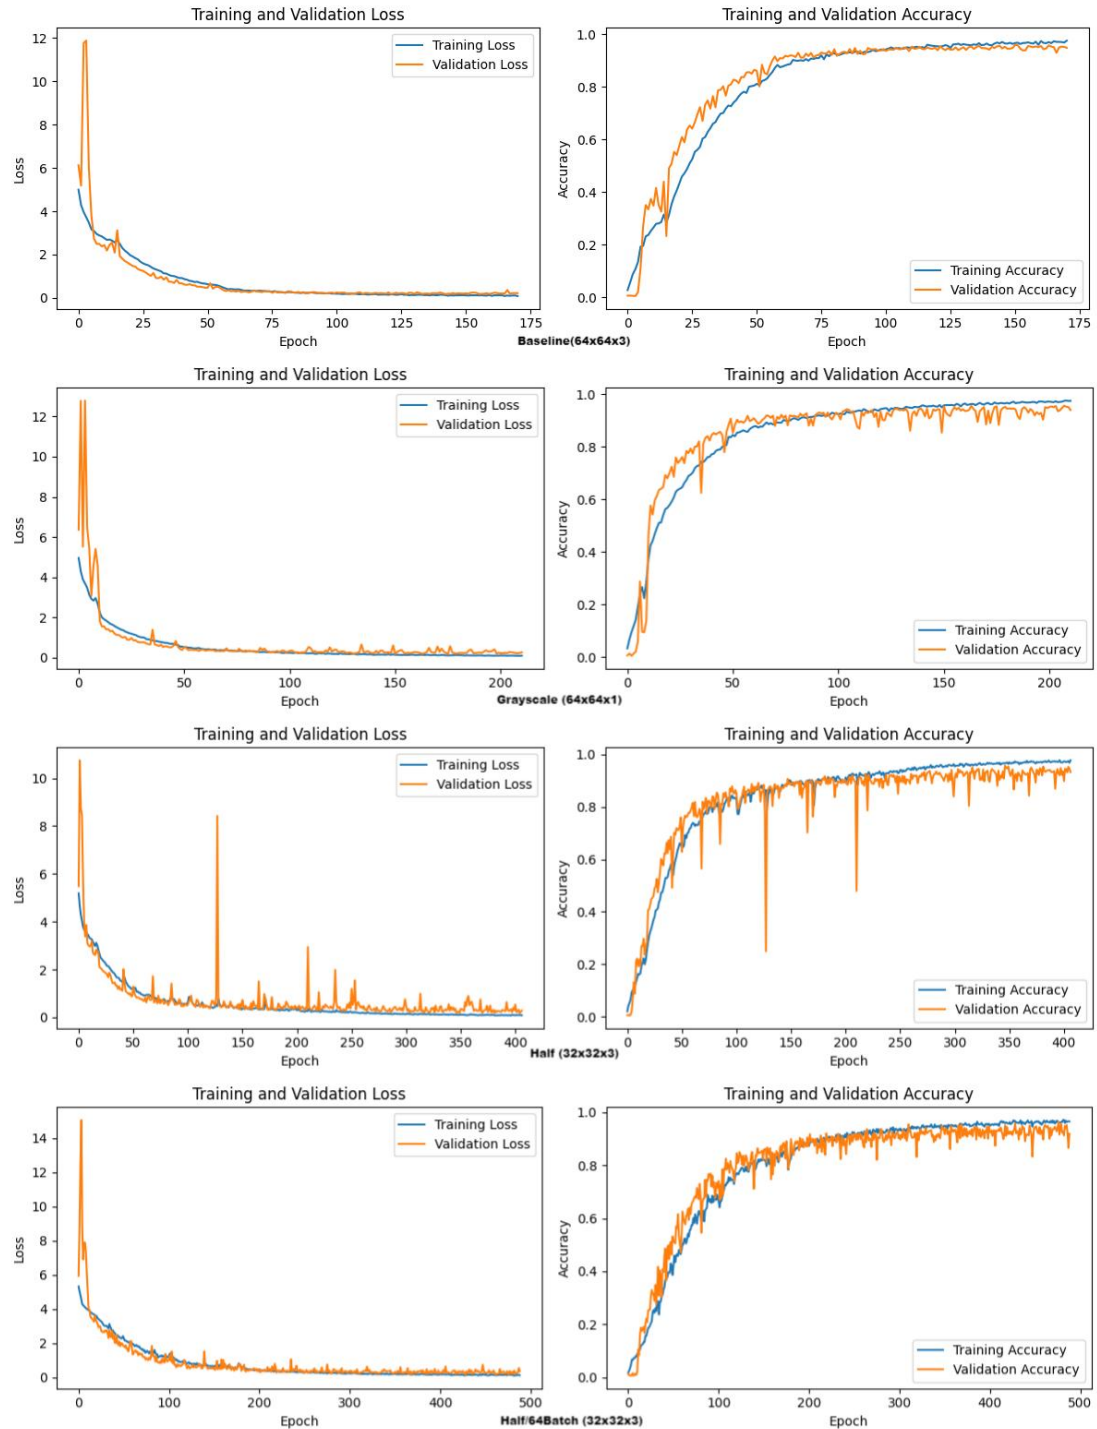 Training and Validation Loss
12
10
8
6
4
2
0
Loss
Training Loss
Validation Loss
0 25 50 75 100 125 150 175
Epoch
Training and Validation Accuracy
1.0
0.8
0.6
0.4
0.2
0.0
Accuracy
Training Accuracy
Validation Accuracy
0 25 50 75 100 125 150 175
Epoch
Baseline(64x64x3)
Training and Validation Loss
12
10
8
6
4
2
0
Loss
Training Loss
Validation Loss
0 50 100 150 200
Epoch
Training and Validation Accuracy
1.0
0.8
0.6
0.4
0.2
0.0
Accuracy
Training Accuracy
Validation Accuracy
0 50 100 150 200
Epoch
Grayscale (64x64x1)
Training and Validation Loss
10
8
6
4
2
0
Loss
Training Loss
Validation Loss
0 50 100 150 200 250 300 350 400
Epoch
Training and Validation Accuracy
1.0
0.8
0.6
0.4
0.2
0.0
Accuracy
Training Accuracy
Validation Accuracy
0 50 100 150 200 250 300 350 400
Epoch
Half (32x32x3)
Training and Validation Loss
14
12
10
8
6
4
2
0
Loss
Training Loss
Validation Loss
0 100 200 300 400 500
Epoch
Training and Validation Accuracy
1.0
0.8
0.6
0.4
0.2
0.0
Accuracy
Training Accuracy
Validation Accuracy
0 100 200 300 400 500
Epoch
Half/64Batch (32x32x3)